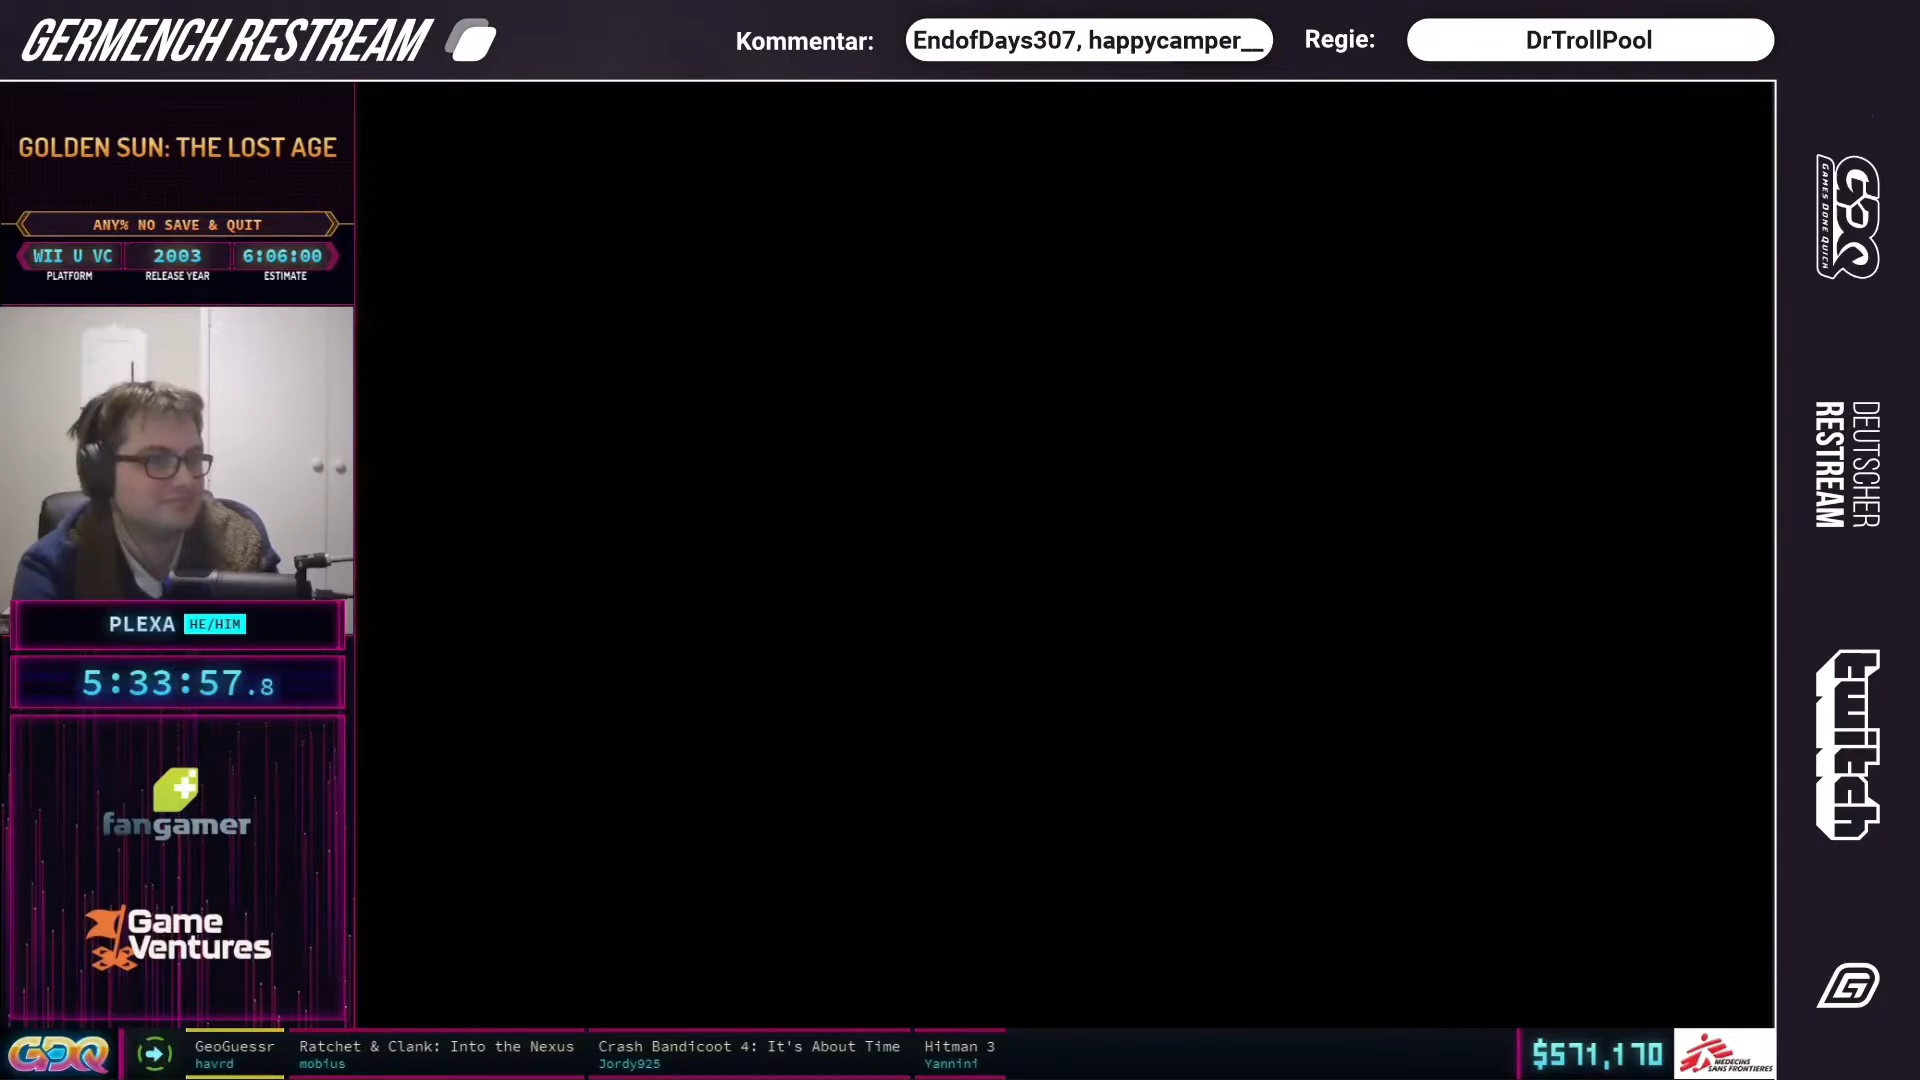 GERMENCH RESTREAM
Kommentar: EndofDays307, happycamper__ Regie: DrTrollPool
GOLDEN SUN: THE LOST AGE
ANY% NO SAVE & QUIT
WII U VC 2003 6:06:00
PLATFORM RELEASE YEAR ESTIMATE
PLEXA HE/HIM
5:33:57.8
fangamer
Game
Ventures
GDQ
GeoGuessr
havrd
Ratchet & Clank: Into the Nexus
mobius
Crash Bandicoot 4: It's About Time
Jordy925
Hitman 3
Yannini
$571,170
MEDECINS
SANS FRONTIERES
GDQ
GAMES DONE QUICK
DEUTSCHER
RESTREAM
twitch
G